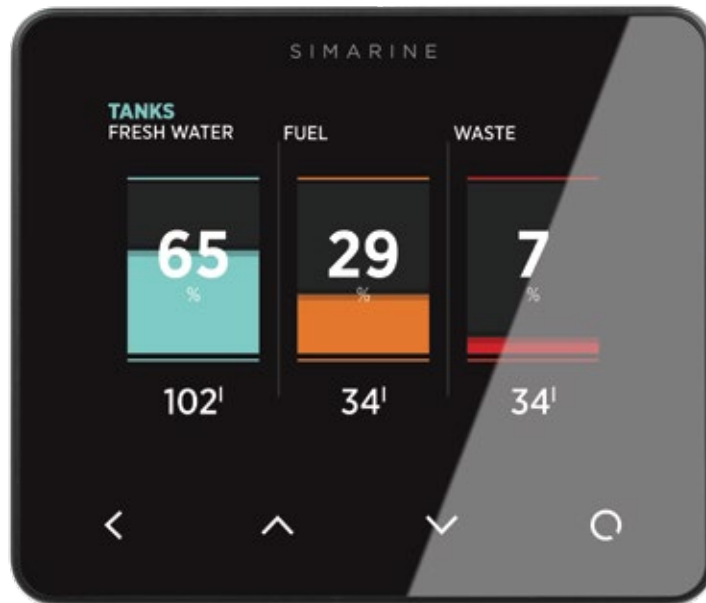 SIMARINE
TANKS
FRESH WATER
FUEL
WASTE
65
%
29
%
7
%
102l
34l
34l